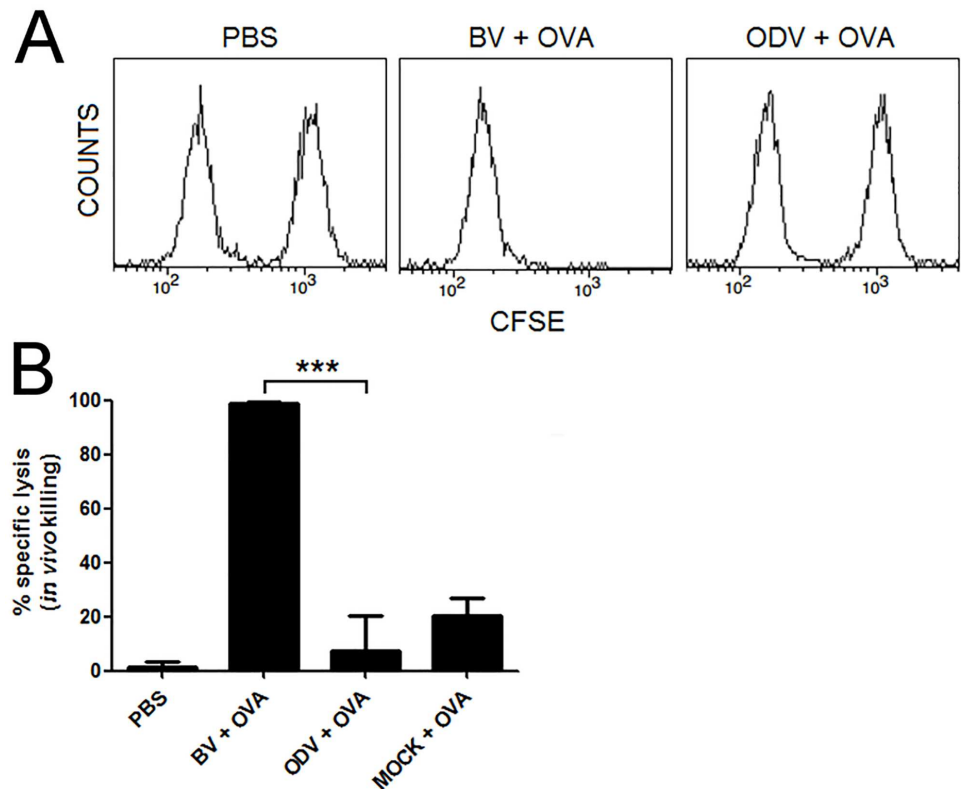 A
PBS
BV + OVA
ODV + OVA
COUNTS
10²
10³
10²
10³
10²
10³
CFSE
B
***
% specific lysis
(in vivo killing)
100
80
60
40
20
0
PBS
BV + OVA
ODV + OVA
MOCK + OVA